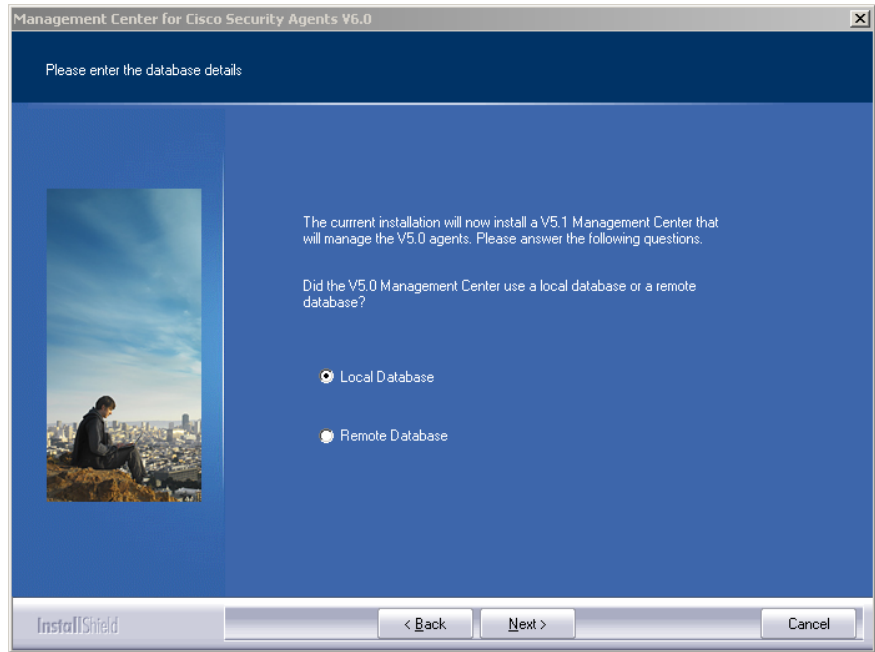 Management Center for Cisco Security Agents V6.0
Please enter the database details
The currrent installation will now install a V5.1 Management Center that
will manage the V5.0 agents. Please answer the following questions.
Did the V5.0 Management Center use a local database or a remote
database?
Local Database
Remote Database
InstallShield
< Back
Next >
Cancel